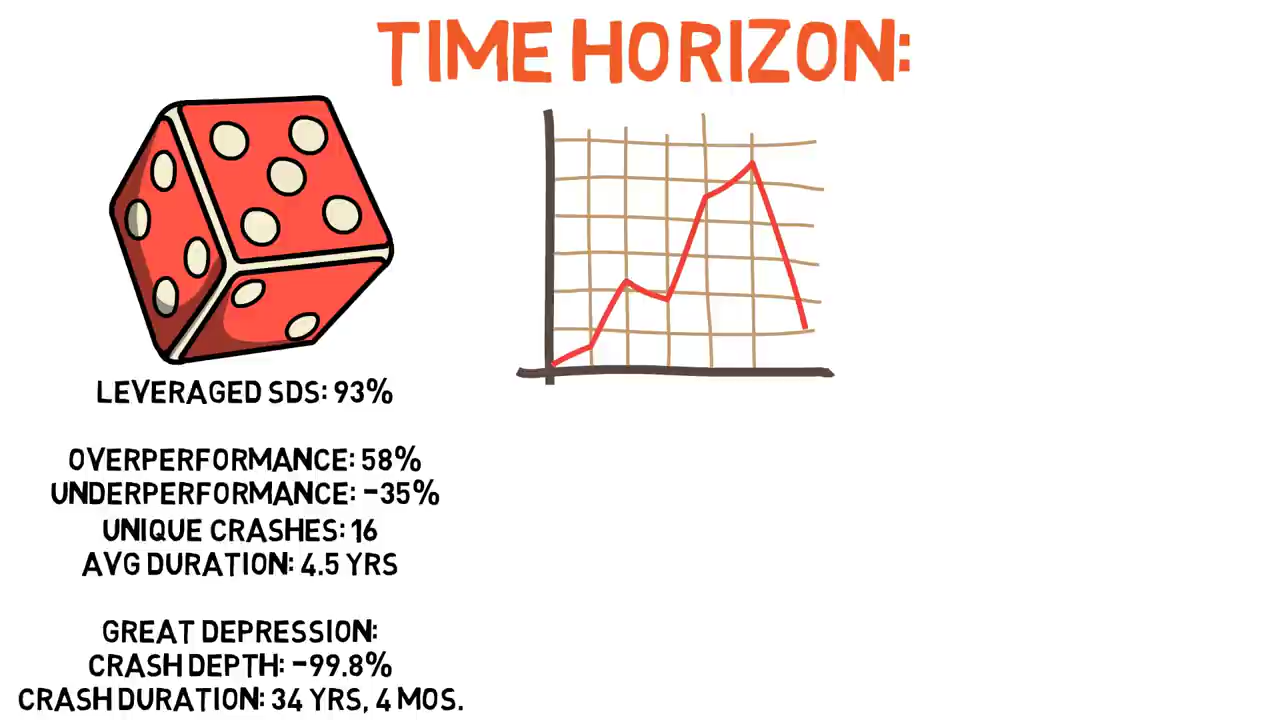 TIME HORIZON:
LEVERAGED SDS: 93%
OVERPERFORMANCE: 58%
UNDERPERFORMANCE: -35%
UNIQUE CRASHES: 16
AVG DURATION: 4.5 YRS
GREAT DEPRESSION:
CRASH DEPTH: -99.8%
CRASH DURATION: 34 YRS, 4 MOS.